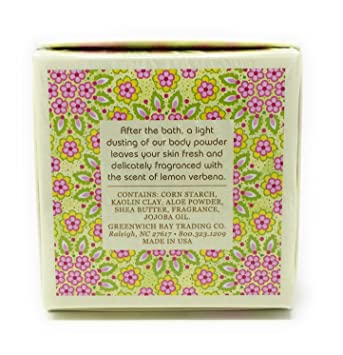 After the bath, a light
dusting of our body powder
leaves your skin fresh and
delicately fragranced with
the scent of lemon verbena.
CONTAINS: CORN STARCH,
KAOLIN CLAY, ALOE POWDER,
SHEA BUTTER, FRAGRANCE,
JOJOBA OIL.
GREENWICH BAY TRADING CO.
Raleigh, NC 27617 • 800.323.1209
MADE IN USA